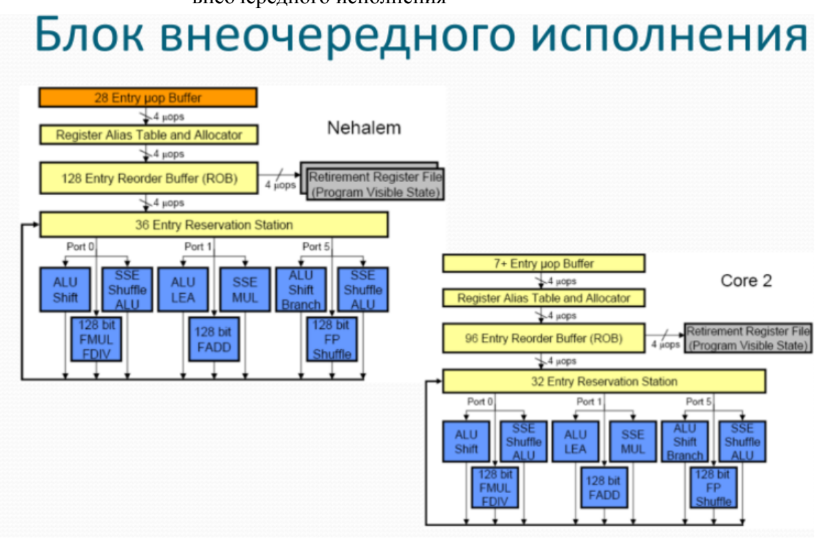 внеочередного исполнения
Блок внеочередного исполнения
Nehalem
28 Entry μop Buffer
4 μops
Register Alias Table and Allocator
4 μops
128 Entry Reorder Buffer (ROB)
4 μops
Retirement Register File
(Program Visible State)
4 μops
36 Entry Reservation Station
Port 0
Port 1
Port 5
ALU
Shift
SSE
Shuffle
ALU
ALU
LEA
SSE
MUL
ALU
Shift
Branch
SSE
Shuffle
ALU
128 bit
FMUL
FDIV
128 bit
FADD
128 bit
FP
Shuffle
Core 2
7+ Entry μop Buffer
4 μops
Register Alias Table and Allocator
4 μops
96 Entry Reorder Buffer (ROB)
4 μops
Retirement Register File
(Program Visible State)
4 μops
32 Entry Reservation Station
Port 0
Port 1
Port 5
ALU
Shift
SSE
Shuffle
ALU
ALU
LEA
SSE
MUL
ALU
Shift
Branch
SSE
Shuffle
ALU
128 bit
FMUL
FDIV
128 bit
FADD
128 bit
FP
Shuffle